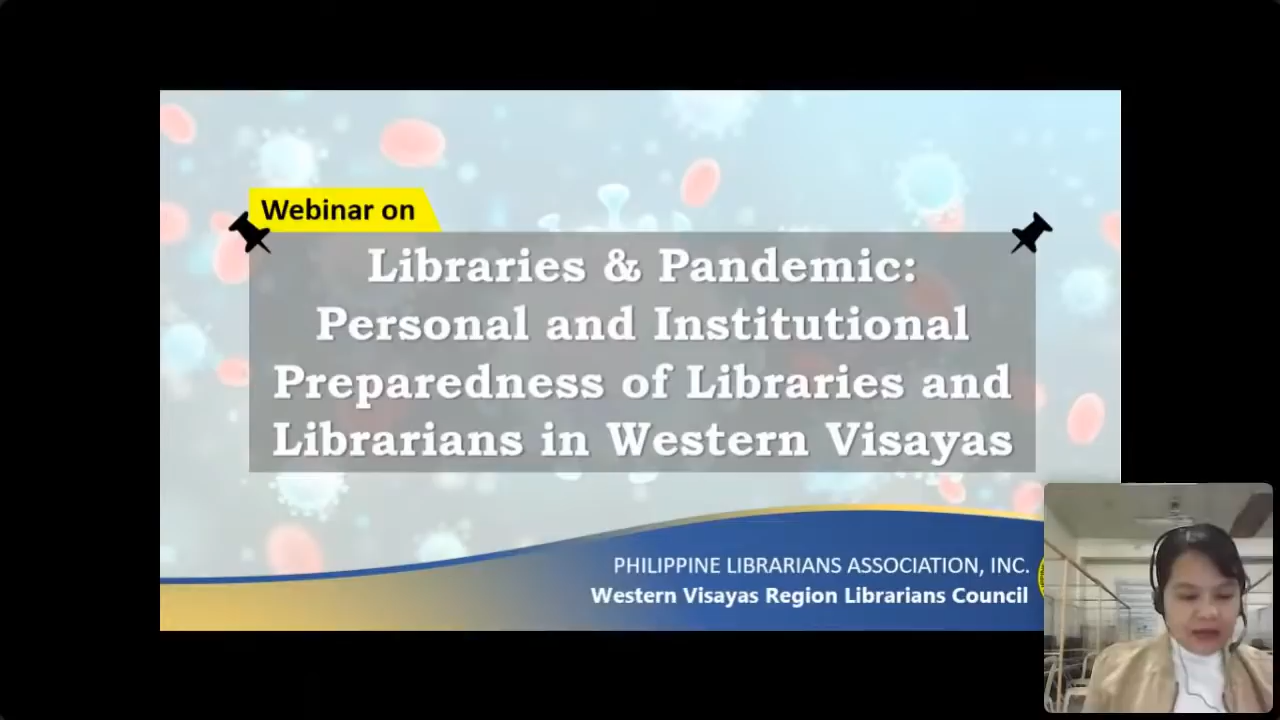 Webinar on
Libraries & Pandemic:
Personal and Institutional
Preparedness of Libraries and
Librarians in Western Visayas
PHILIPPINE LIBRARIANS ASSOCIATION, INC.
Western Visayas Region Librarians Council